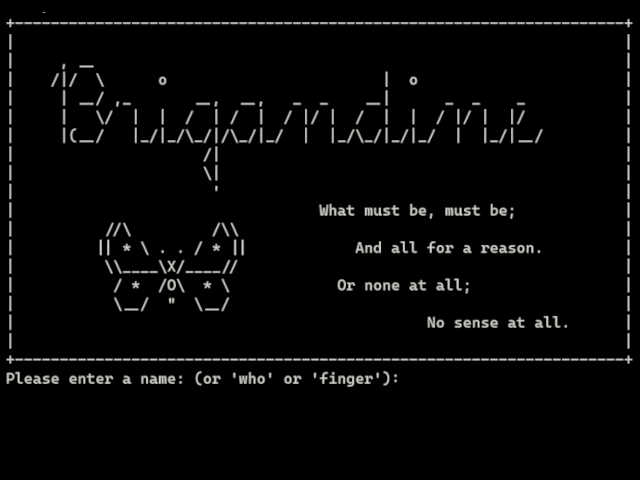 Brigandine
What must be, must be;
And all for a reason.
Or none at all;
No sense at all.
Please enter a name: (or 'who' or 'finger'):